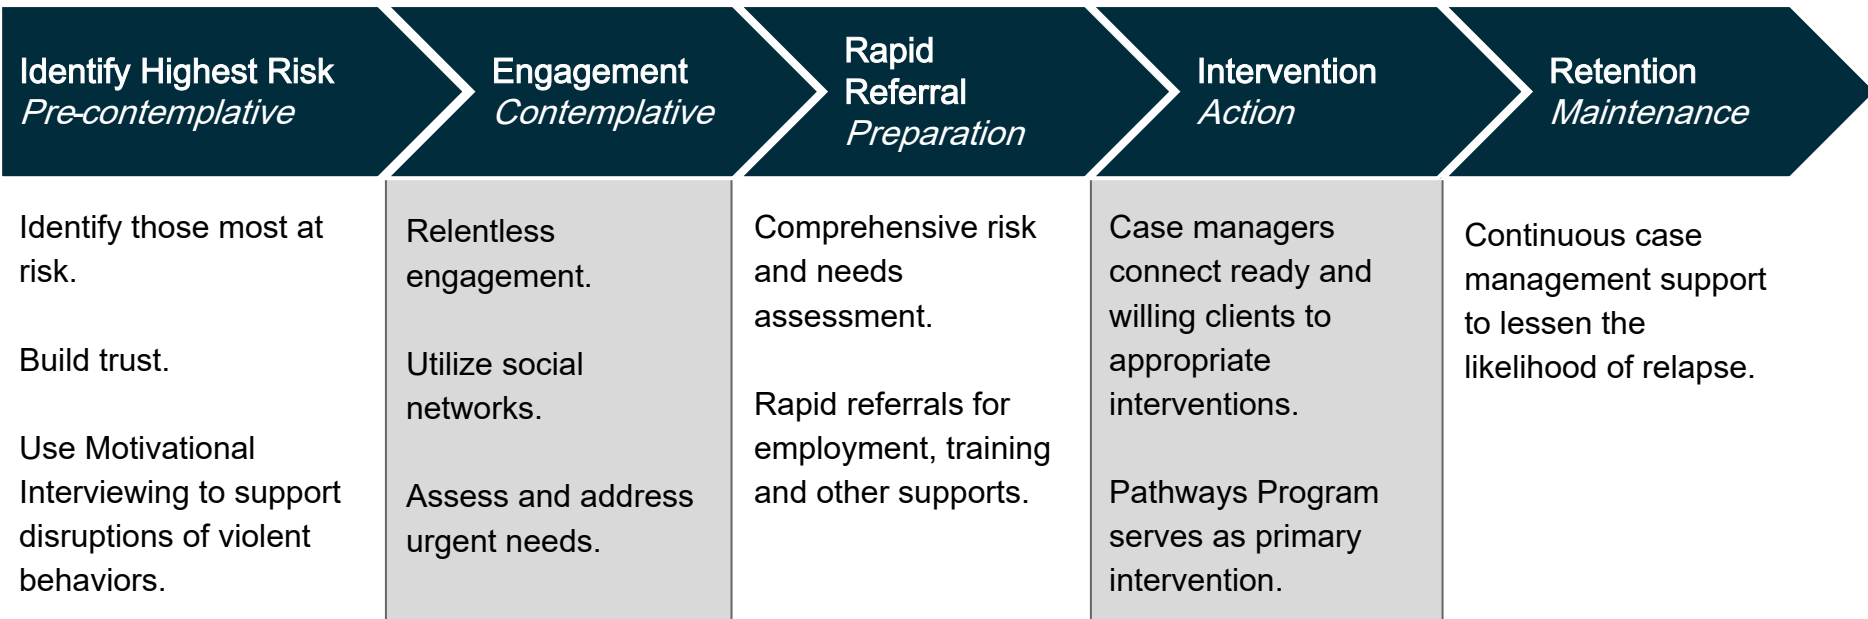 Identify Highest Risk
Pre-contemplative
Engagement
Contemplative
Rapid
Referral
Preparation
Intervention
Action
Retention
Maintenance
Identify those most at
risk.
Build trust.
Use Motivational
Interviewing to support
disruptions of violent
behaviors.
Relentless
engagement.
Utilize social
networks.
Assess and address
urgent needs.
Comprehensive risk
and needs
assessment.
Rapid referrals for
employment, training
and other supports.
Case managers
connect ready and
willing clients to
appropriate
interventions.
Pathways Program
serves as primary
intervention.
Continuous case
management support
to lessen the
likelihood of relapse.